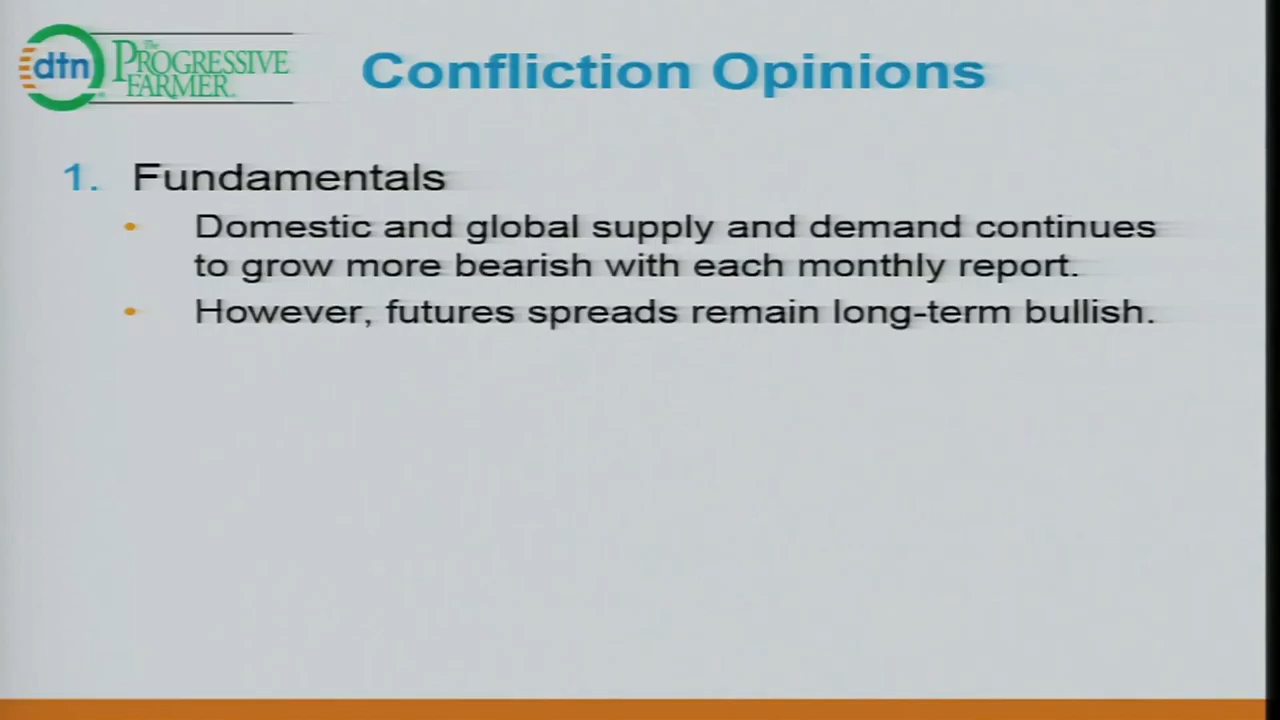 dtn
The
PROGRESSIVE
FARMER
Confliction Opinions
1. Fundamentals
• Domestic and global supply and demand continues
to grow more bearish with each monthly report.
• However, futures spreads remain long-term bullish.